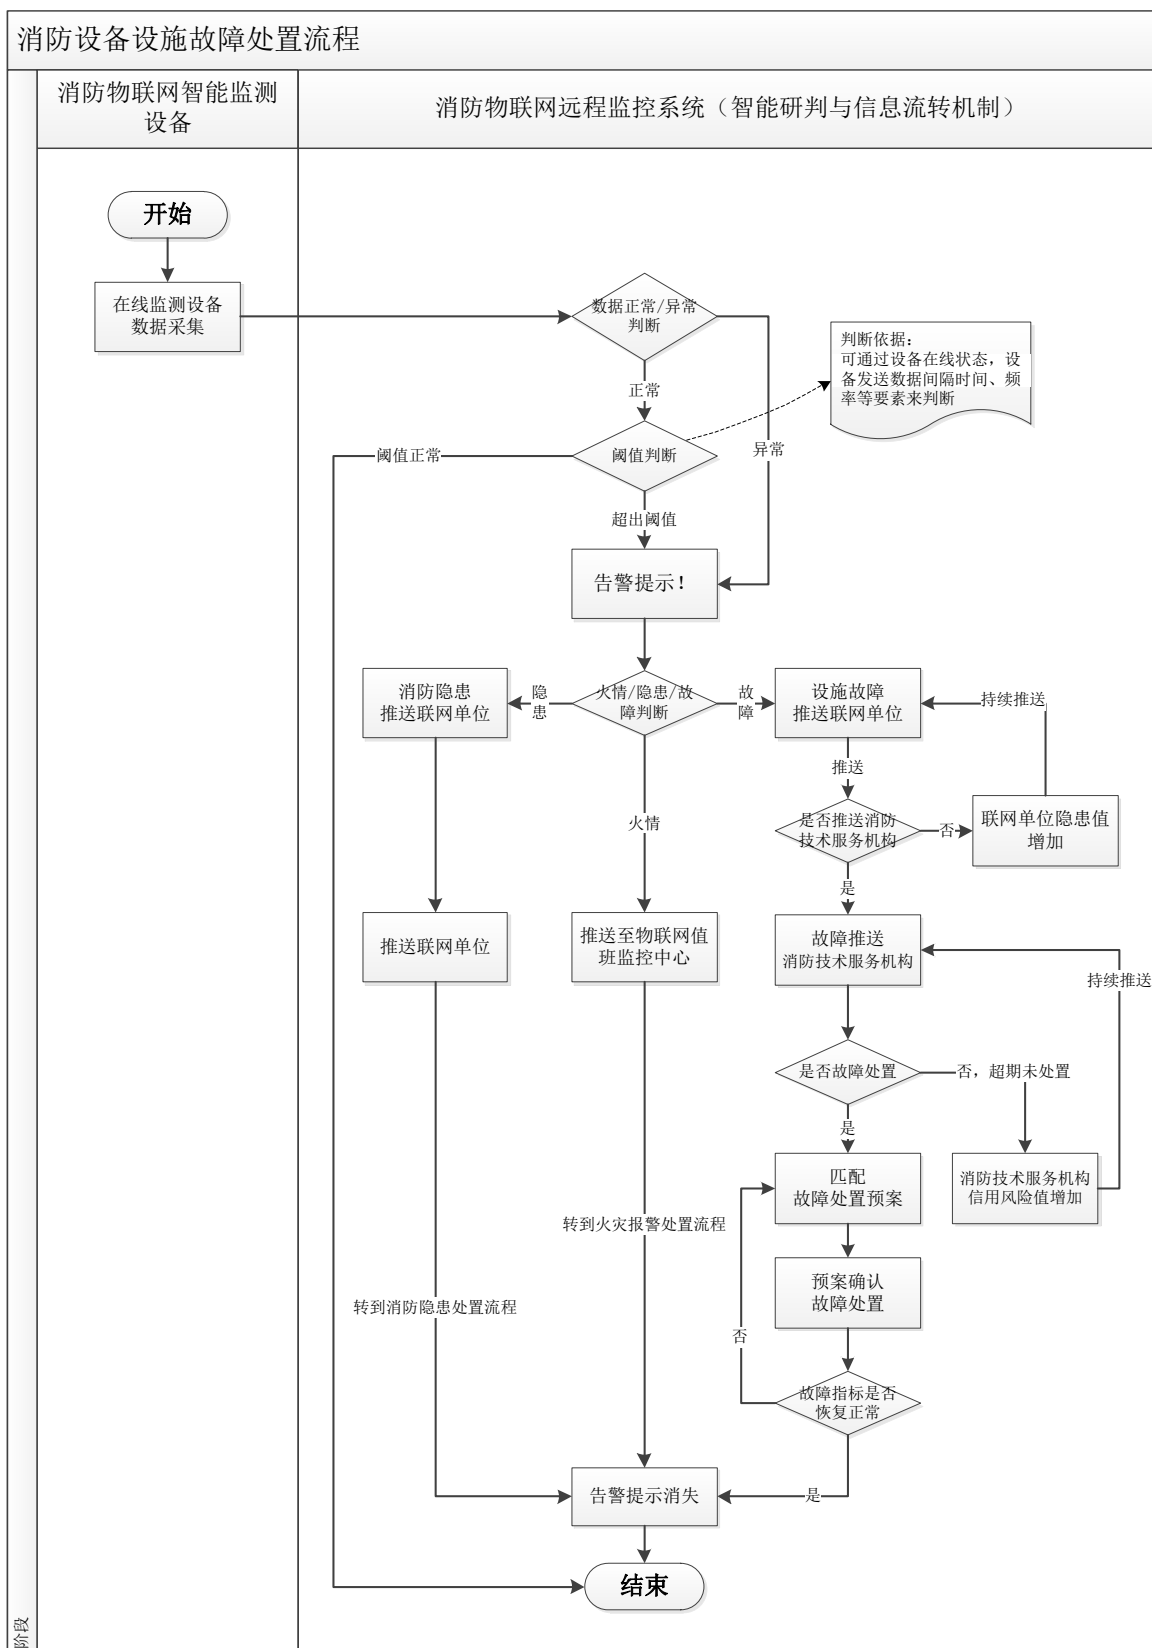 消防设备设施故障处置流程
消防物联网智能监测
设备
消防物联网远程监控系统（智能研判与信息流转机制）
开始
在线监测设备
数据采集
数据正常/异常
判断
判断依据：
可通过设备在线状态，设
备发送数据间隔时间、频
率等要素来判断
正常
异常
阈值正常
阈值判断
超出阈值
告警提示！
消防隐患
推送联网单位
隐
患
火情/隐患/故
障判断
故
障
设施故障
推送联网单位
持续推送
推送
火情
是否推送消防
技术服务机构
否
联网单位隐患值
增加
是
推送联网单位
推送至物联网值
班监控中心
故障推送
消防技术服务机构
持续推送
是否故障处置
否，超期未处置
是
匹配
故障处置预案
消防技术服务机构
信用风险值增加
转到火灾报警处置流程
预案确认
故障处置
转到消防隐患处置流程
否
故障指标是否
恢复正常
告警提示消失
是
结束
阶段